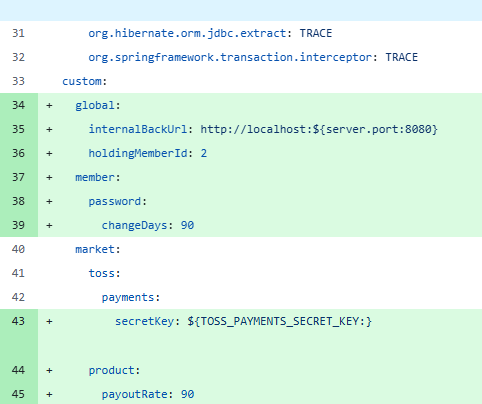 31 org.hibernate.orm.jdbc.extract: TRACE
32 org.springframework.transaction.interceptor: TRACE
33 custom:
34 + global:
35 + internalBackUrl: http://localhost:${server.port:8080}
36 + holdingMemberId: 2
37 + member:
38 + password:
39 + changeDays: 90
40 market:
41 toss:
42 payments:
43 + secretKey: ${TOSS_PAYMENTS_SECRET_KEY:}
44 + product:
45 + payoutRate: 90